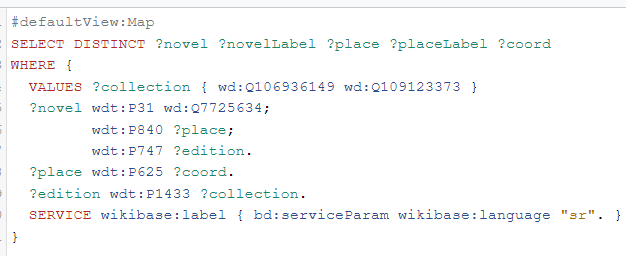 #defaultView:Map
SELECT DISTINCT ?novel ?novelLabel ?place ?placeLabel ?coord
WHERE {
  VALUES ?collection { wd:Q106936149 wd:Q109123373 }
  ?novel wdt:P31 wd:Q7725634;
         wdt:P840 ?place;
         wdt:P747 ?edition.
  ?place wdt:P625 ?coord.
  ?edition wdt:P1433 ?collection.
  SERVICE wikibase:label { bd:serviceParam wikibase:language "sr". }
}